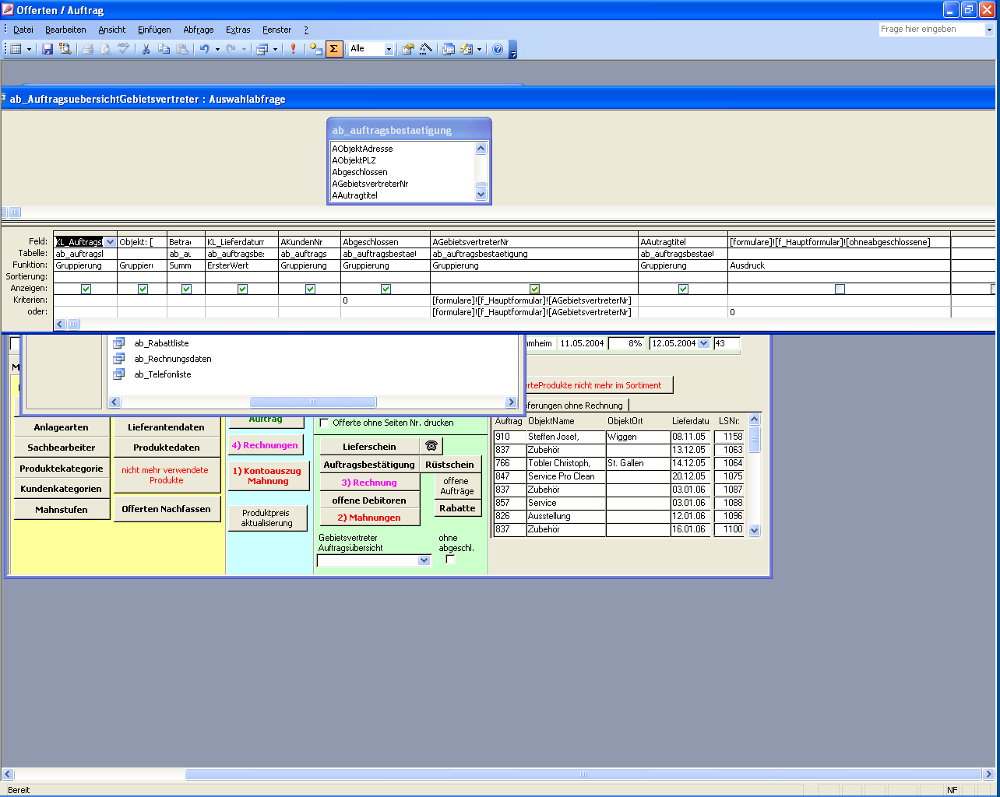 Offerten / Auftrag
Datei Bearbeiten Ansicht Einfügen Abfrage Extras Fenster ?
Frage hier eingeben
Alle
ab_AuftragsuebersichtGebietsvertreter : Auswahlabfrage
ab_auftragsbestaetigung
AObjektAdresse
AObjektPLZ
Abgeschlossen
AGebietsvertreterNr
AAutragtitel
Feld: KL_Auftrags Objekt: [ Betrag KL_Lieferdatum AKundenNr Abgeschlossen AGebietsvertreterNr AAutragtitel [formulare]![f_Hauptformular]![ohneabgeschlossene]
Tabelle: ab_auftragsl ab_au ab_auftragsbes ab_auftrags ab_auftragsbestael ab_auftragsbestaetigung ab_auftragsbestael
Funktion: Gruppierung Gruppieru Summ ErsterWert Gruppierung Gruppierung Gruppierung Gruppierung Ausdruck
Sortierung:
Anzeigen:
Kriterien: 0 [formulare]![f_Hauptformular]![AGebietsvertreterNr]
oder: [formulare]![f_Hauptformular]![AGebietsvertreterNr] 0
ab_Rabattliste
ab_Rechnungsdaten
ab_Telefonliste
nmheim 11.05.2004 8% 12.05.2004 43
M
erteProdukte nicht mehr im Sortiment
eferungen ohne Rechnung
Anlagearten
Sachbearbeiter
Produktekategorie
Kundenkategorien
Mahnstufen
Lieferantendaten
Produktedaten
nicht mehr verwendete
Produkte
Offerten Nachfassen
Auftrag
4) Rechnungen
1) Kontoauszug
Mahnung
Produktpreis
aktualisierung
Offerte ohne Seiten Nr. drucken
Lieferschein
Auftragsbestätigung Rüstschein
3) Rechnung
offene
Aufträge
offene Debitoren
Rabatte
2) Mahnungen
Gebietsvertreter
Auftragsübersicht
ohne
abgeschl.
Auftrag ObjektName ObjektOrt Lieferdatu LSNr.
910 Steffen Josef, Wiggen 08.11.05 1158
837 Zubehör 13.12.05 1063
766 Tobler Christoph, St. Gallen 14.12.05 1064
847 Service Pro Clean 20.12.05 1075
837 Zubehör 03.01.06 1087
857 Service 03.01.06 1088
826 Ausstellung 12.01.06 1096
837 Zubehör 16.01.06 1100
Bereit
NF